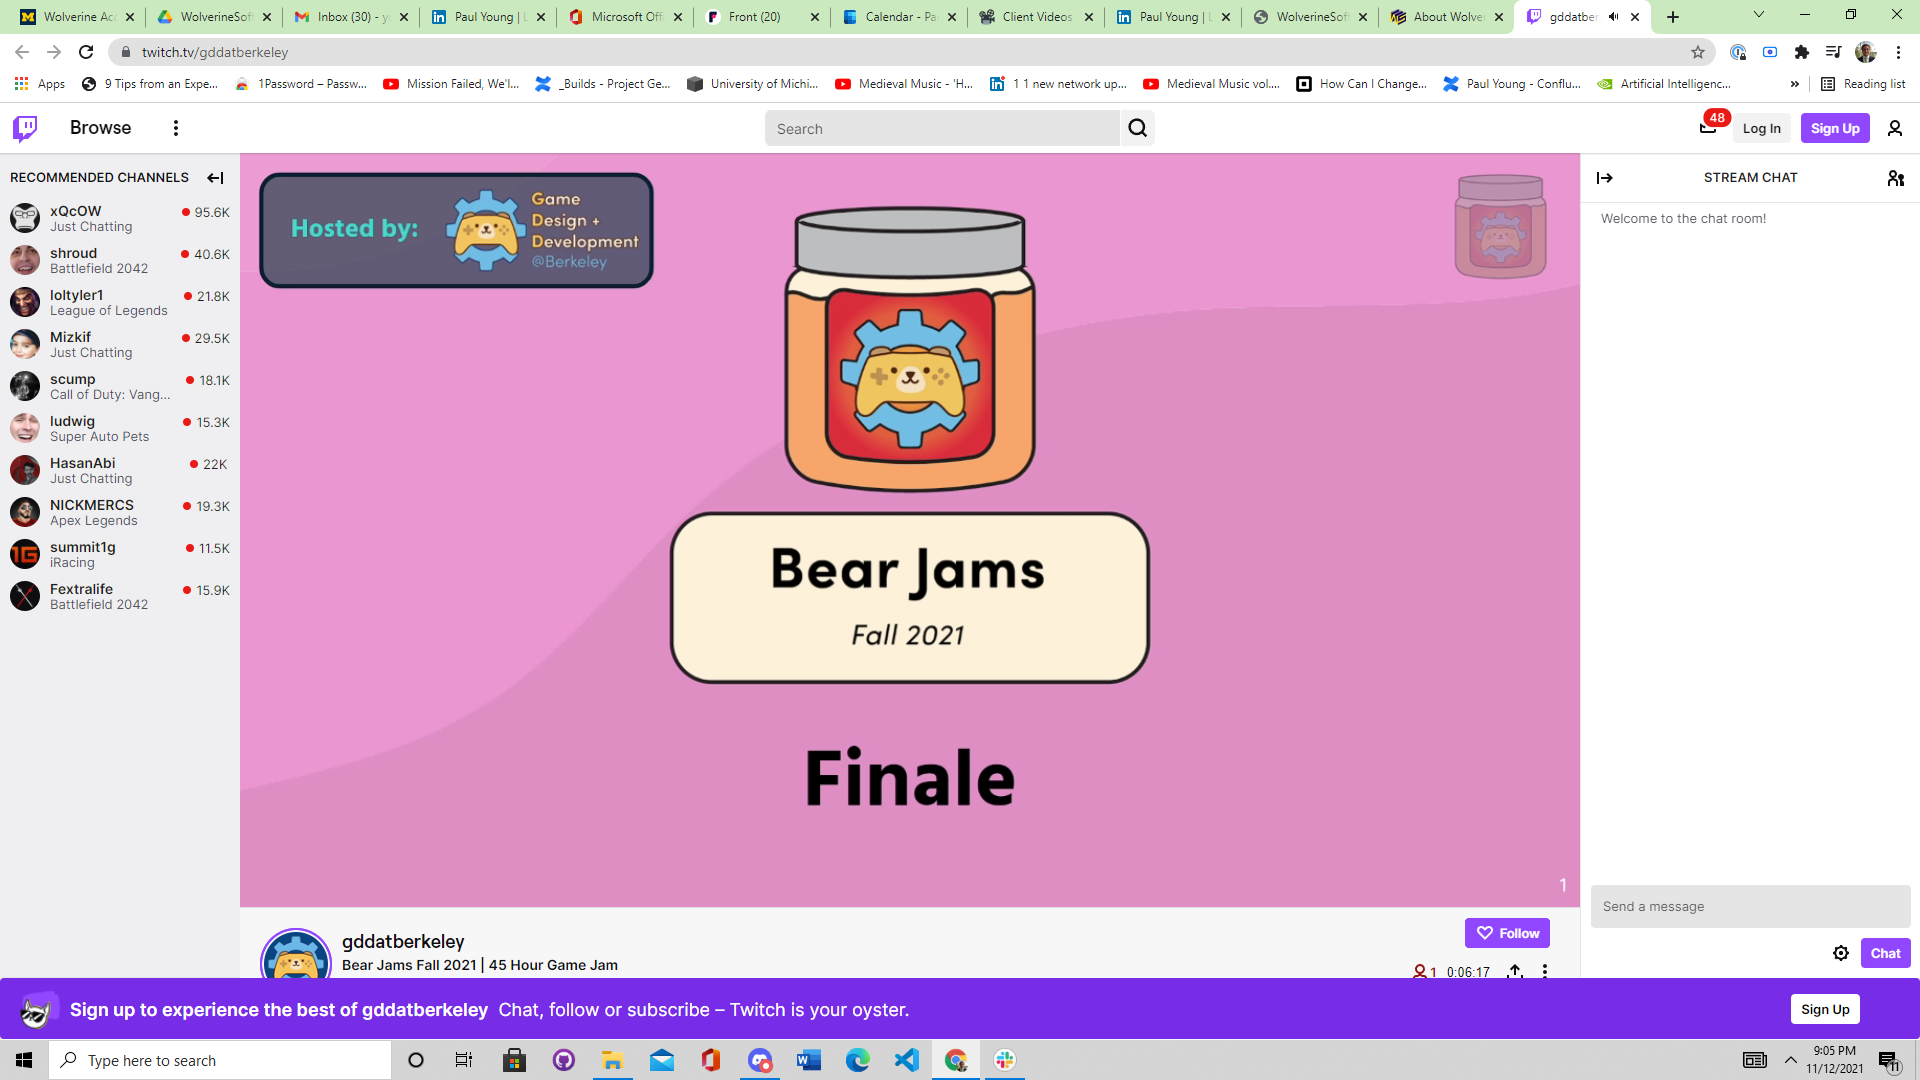 Wolverine Acc
WolverineSof
Inbox (30) - y
Paul Young | L
Microsoft Offi
Front (20)
Calendar - Pa
Client Videos
Paul Young | L
WolverineSof
About Wolver
gddatber
twitch.tv/gddatberkeley
Apps
9 Tips from an Expe...
1Password – Passw...
Mission Failed, We'l...
_Builds - Project Ge...
University of Michi...
Medieval Music - 'H...
1 1 new network up...
Medieval Music vol....
How Can I Change...
Paul Young - Conflu...
Artificial Intelligenc...
»
Reading list
Browse
Search
48
Log In
Sign Up
RECOMMENDED CHANNELS
xQcOW
95.6K
Just Chatting
shroud
40.6K
Battlefield 2042
loltyler1
21.8K
League of Legends
Mizkif
29.5K
Just Chatting
scump
18.1K
Call of Duty: Vang...
ludwig
15.3K
Super Auto Pets
HasanAbi
22K
Just Chatting
NICKMERCS
19.3K
Apex Legends
summit1g
11.5K
iRacing
Fextralife
15.9K
Battlefield 2042
Hosted by:
Game
Design +
Development
@Berkeley
Bear Jams
Fall 2021
Finale
1
STREAM CHAT
Welcome to the chat room!
Send a message
Chat
gddatberkeley
Bear Jams Fall 2021 | 45 Hour Game Jam
Follow
1
0:06:17
Sign up to experience the best of gddatberkeley Chat, follow or subscribe – Twitch is your oyster.
Sign Up
Type here to search
9:05 PM
11/12/2021
11